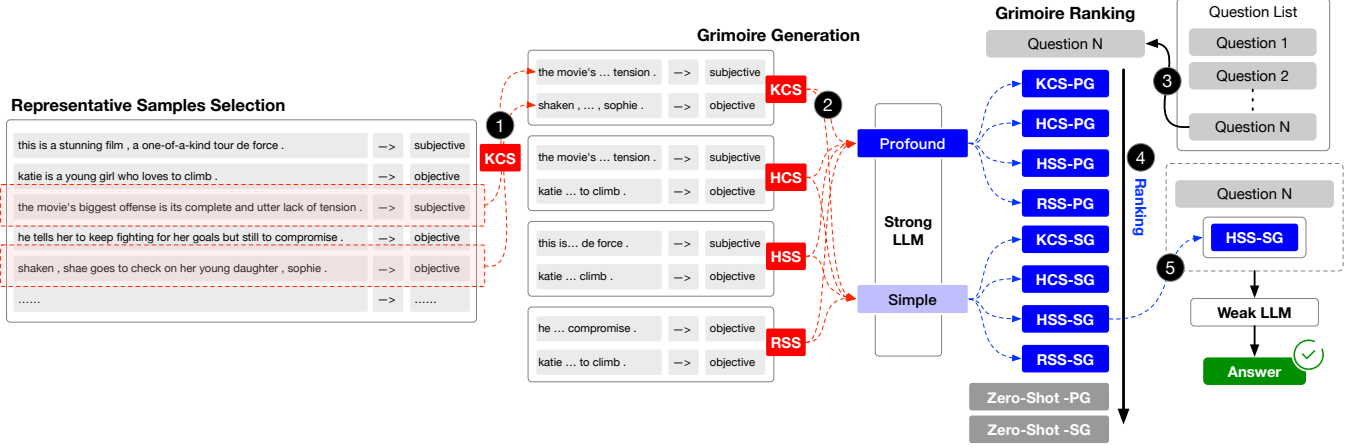 Representative Samples Selection
this is a stunning film , a one-of-a-kind tour de force . —> subjective
katie is a young girl who loves to climb . —> objective
the movie's biggest offense is its complete and utter lack of tension . —> subjective
he tells her to keep fighting for her goals but still to compromise . —> objective
shaken , shae goes to check on her young daughter , sophie . —> objective
...... —> ......
1
KCS
Grimoire Generation
the movie's ... tension . —> subjective
shaken , ... , sophie . —> objective
KCS
the movie's ... tension . —> subjective
katie ... to climb . —> objective
HCS
this is... de force . —> subjective
katie ... climb . —> objective
HSS
he ... compromise . —> objective
katie ... to climb . —> objective
RSS
2
Profound
Strong
LLM
Simple
Grimoire Ranking
Question N
KCS-PG
HCS-PG
HSS-PG
RSS-PG
KCS-SG
HCS-SG
HSS-SG
RSS-SG
Zero-Shot -PG
Zero-Shot -SG
3
Question List
Question 1
Question 2
Question N
4
Ranking
5
Question N
HSS-SG
Weak LLM
Answer